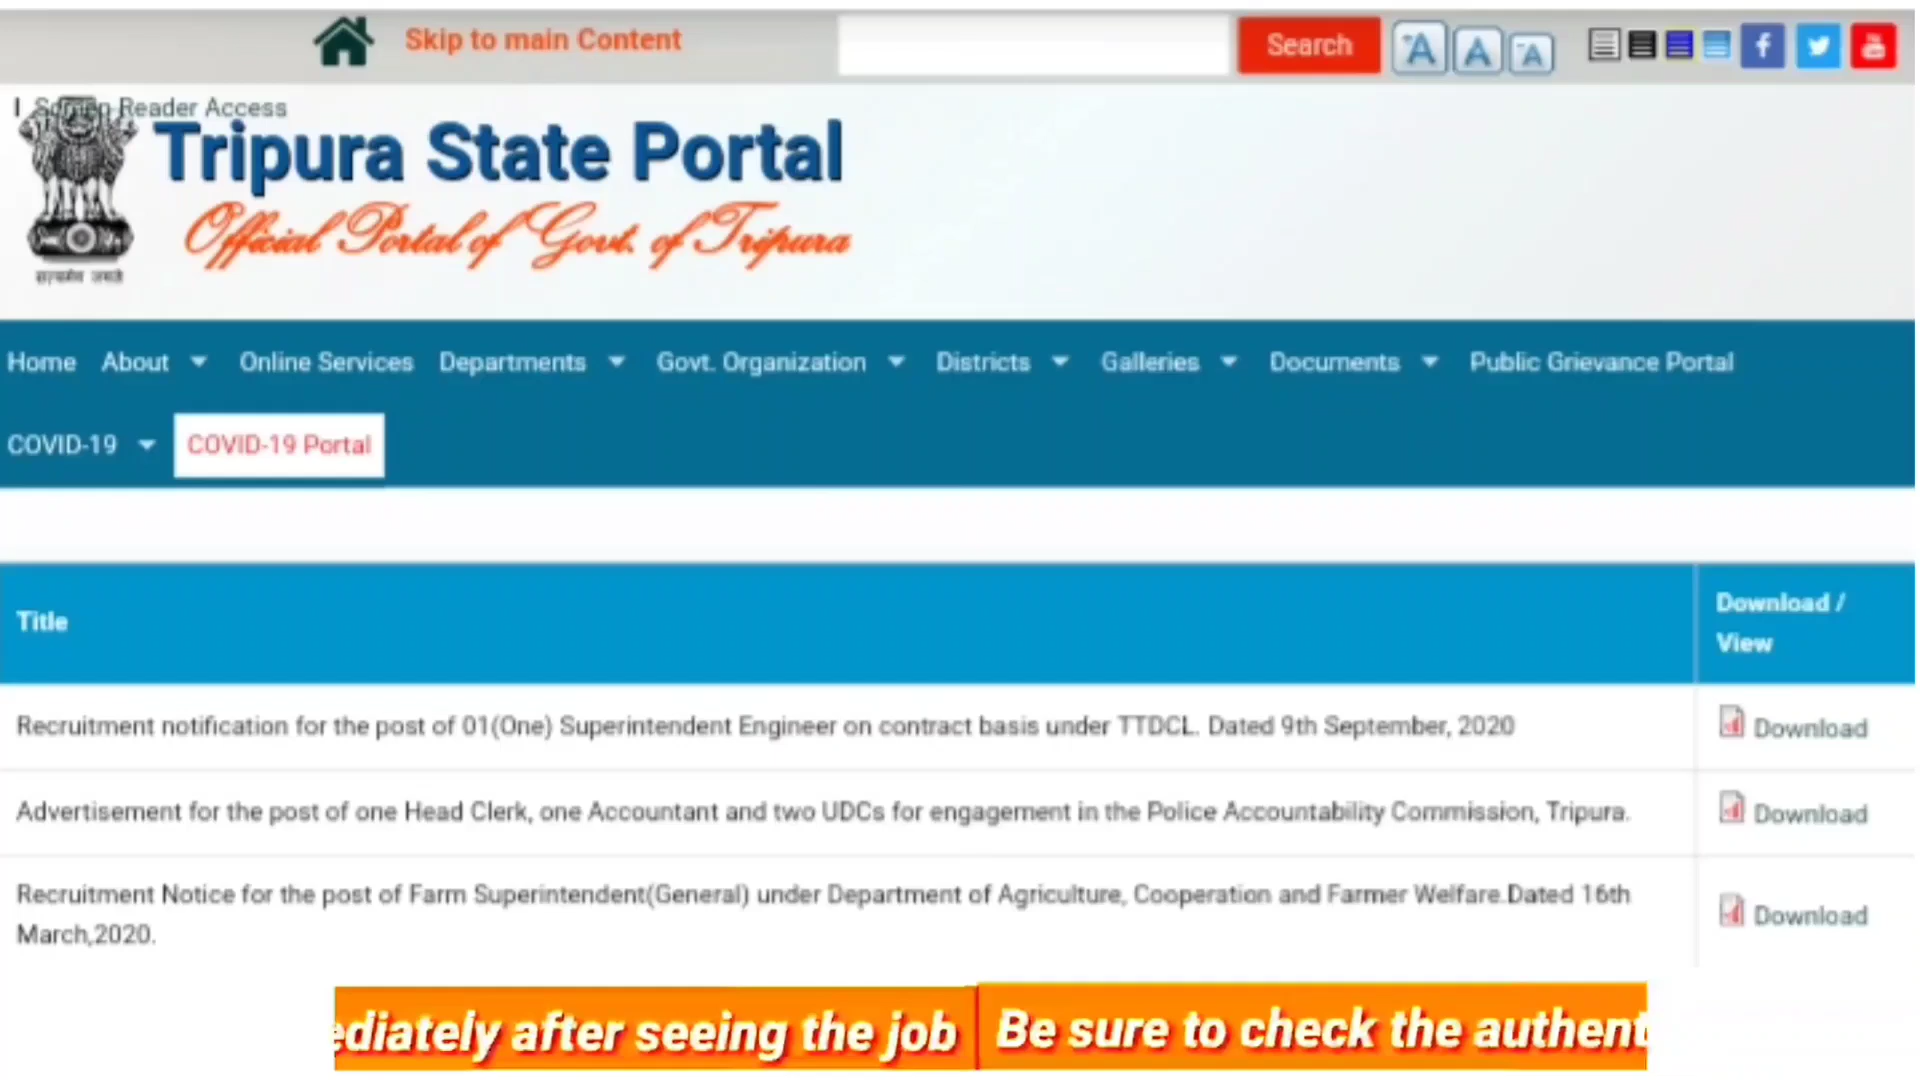 Skip to main Content
Search
A A A
| Screen Reader Access
Tripura State Portal
Official Portal of Govt. of Tripura
सत्यमेव जयते
Home About Online Services Departments Govt. Organization Districts Galleries Documents Public Grievance Portal
COVID-19 COVID-19 Portal
Title
Download /
View
Recruitment notification for the post of 01(One) Superintendent Engineer on contract basis under TTDCL. Dated 9th September, 2020
Download
Advertisement for the post of one Head Clerk, one Accountant and two UDCs for engagement in the Police Accountability Commission, Tripura.
Download
Recruitment Notice for the post of Farm Superintendent(General) under Department of Agriculture, Cooperation and Farmer Welfare.Dated 16th
March,2020.
Download
ediately after seeing the job Be sure to check the authent